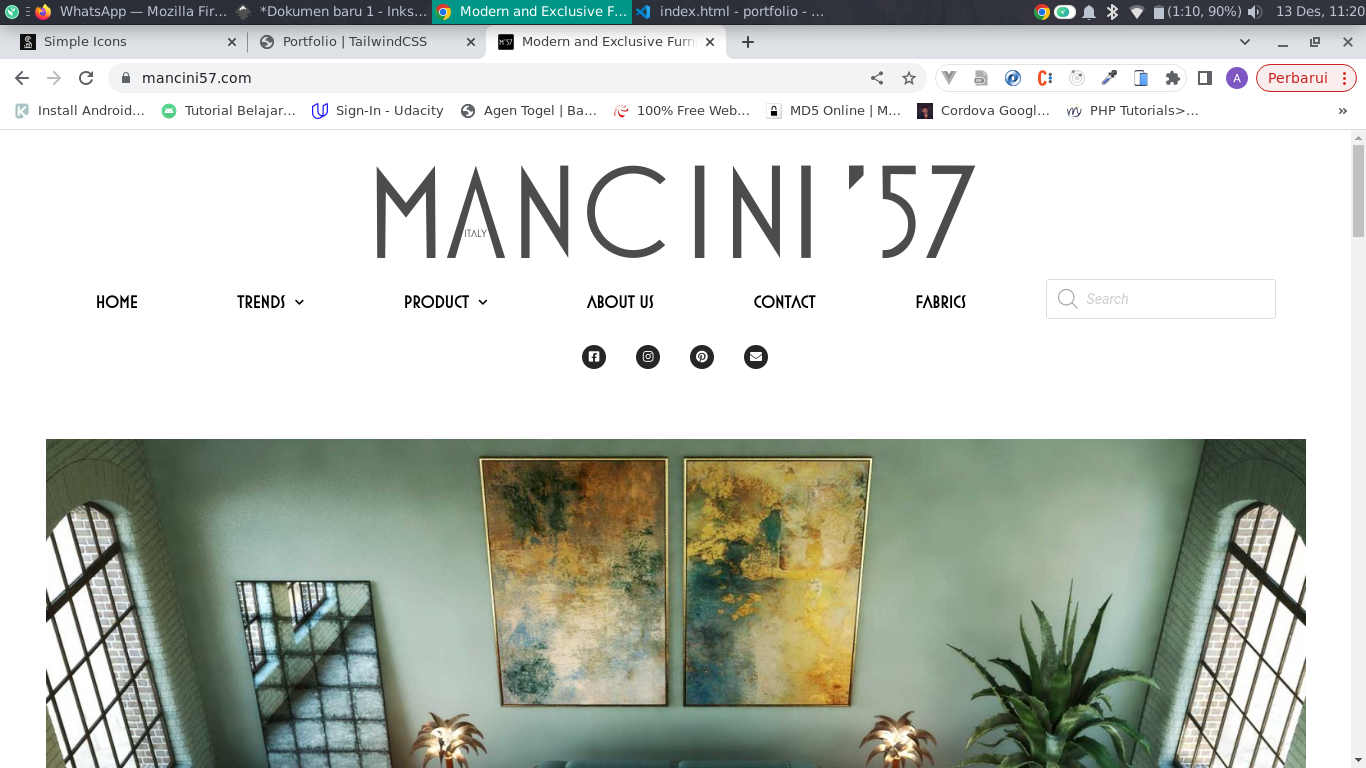 WhatsApp — Mozilla Fir...
*Dokumen baru 1 - Inks...
Modern and Exclusive F...
index.html - portfolio - ...
(1:10, 90%)
13 Des, 11:20
Simple Icons
Portfolio | TailwindCSS
Modern and Exclusive Furn
mancini57.com
A
Perbarui
Install Android...
Tutorial Belajar...
Sign-In - Udacity
Agen Togel | Ba...
100% Free Web...
MD5 Online | M...
Cordova Googl...
PHP Tutorials>...
»
MANCINI '57
ITALY
HOME
TRENDS
PRODUCT
ABOUT US
CONTACT
FABRICS
Search